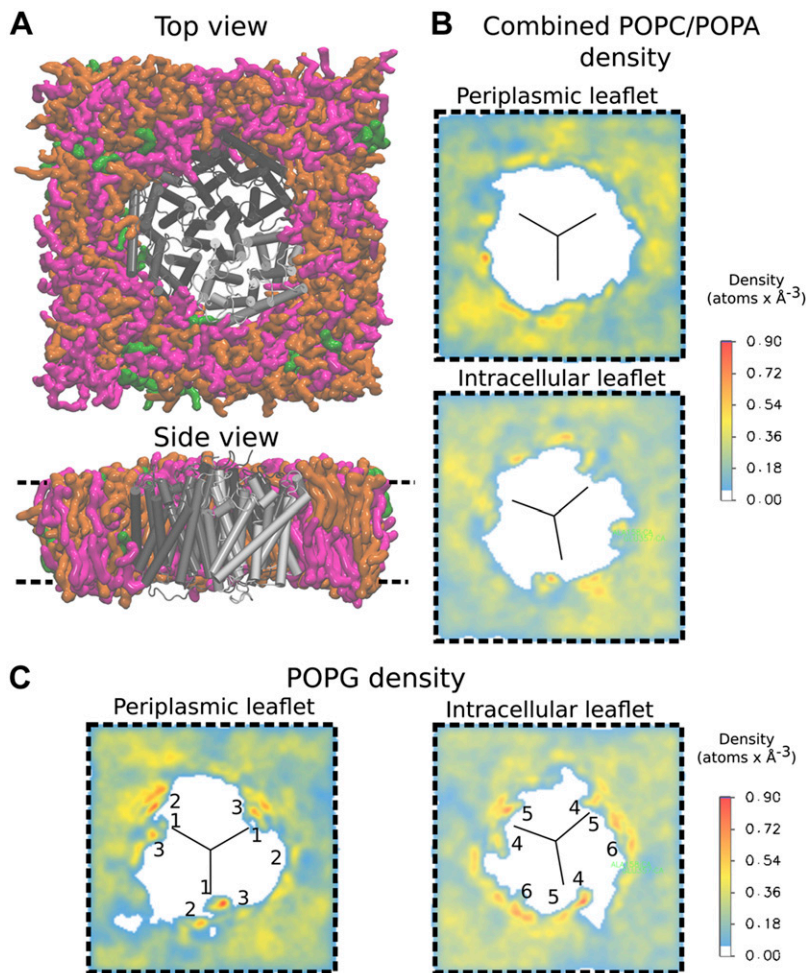 A
Top view
Side view
B
Combined POPC/POPA
density
Periplasmic leaflet
Intracellular leaflet
Density
(atoms x Å-3)
0.90
0.72
0.54
0.36
0.18
0.00
C
POPG density
Periplasmic leaflet
2
1
3
3
1
2
1
2
3
Intracellular leaflet
5
4
4
5
6
6
5
4
Density
(atoms x Å-3)
0.90
0.72
0.54
0.36
0.18
0.00